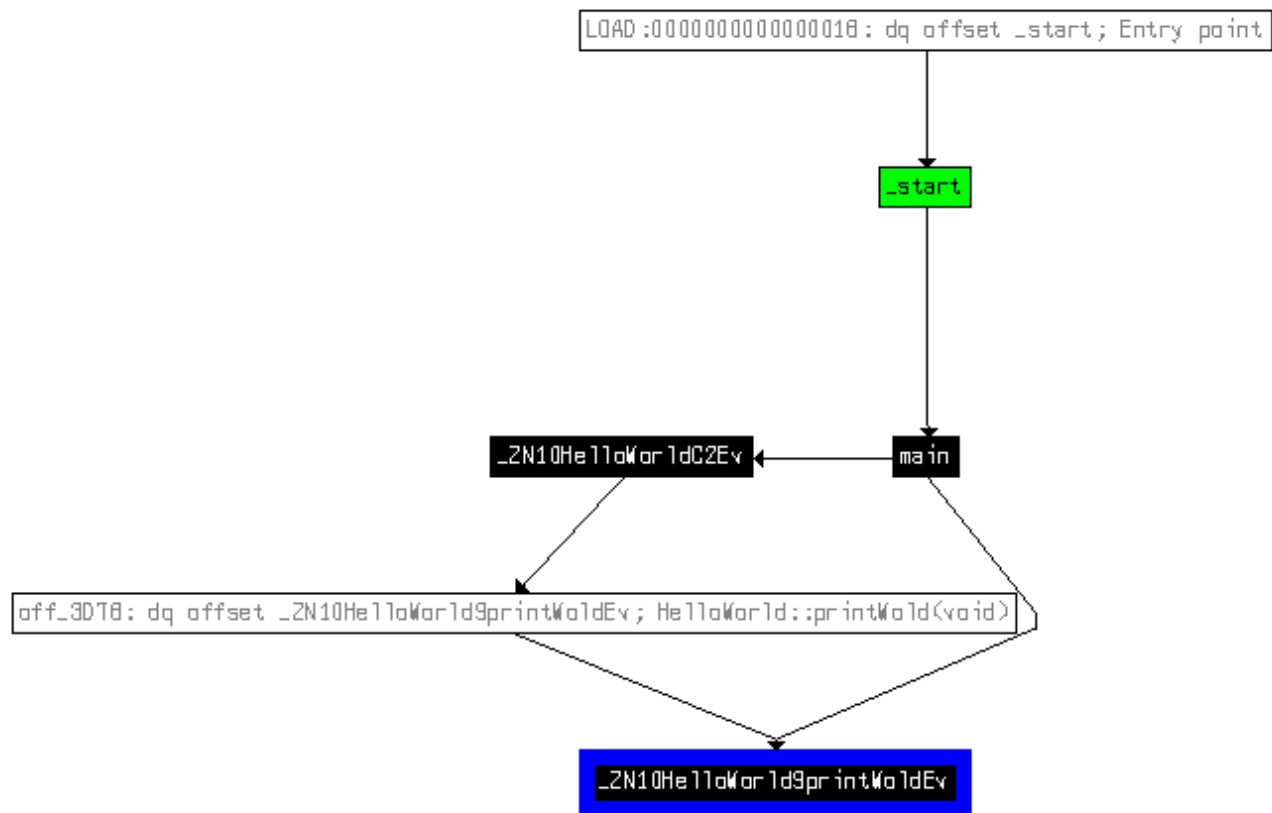 LOAD:0000000000000018: dq offset _start; Entry point
_start
_ZN10HelloWorldC2Ev
main
off_3D78: dq offset _ZN10HelloWorld9printWoldEv; HelloWorld::printWold(void)
_ZN10HelloWorld9printWoldEv